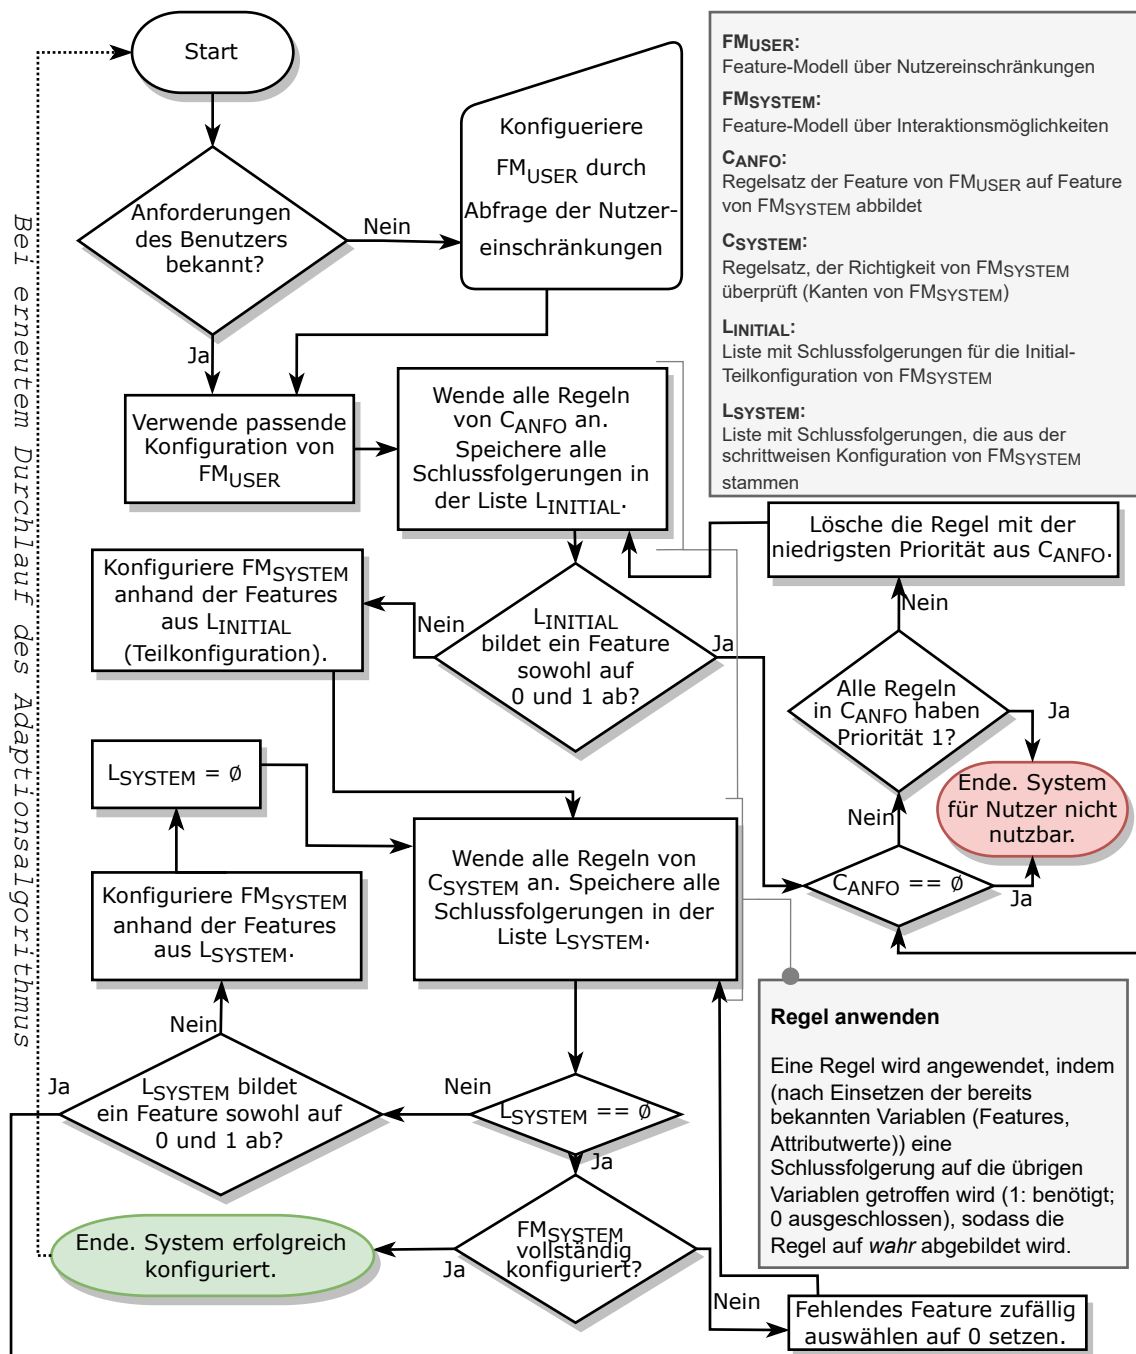 Start
Anforderungen
des Benutzers
bekannt?
Nein
Ja
Konfigueriere
FMUSER durch
Abfrage der Nutzer-
einschränkungen
Verwende passende
Konfiguration von
FMUSER
Wende alle Regeln
von CANFO an.
Speichere alle
Schlussfolgerungen in
der Liste LINITIAL.
FMUSER:
Feature-Modell über Nutzereinschränkungen
FMSYSTEM:
Feature-Modell über Interaktionsmöglichkeiten
CANFO:
Regelsatz der Feature von FMUSER auf Feature
von FMSYSTEM abbildet
CSYSTEM:
Regelsatz, der Richtigkeit von FMSYSTEM
überprüft (Kanten von FMSYSTEM)
LINITIAL:
Liste mit Schlussfolgerungen für die Initial-
Teilkonfiguration von FMSYSTEM
LSYSTEM:
Liste mit Schlussfolgerungen, die aus der
schrittweisen Konfiguration von FMSYSTEM
stammen
Lösche die Regel mit der
niedrigsten Priorität aus CANFO.
Nein
Alle Regeln
in CANFO haben
Priorität 1?
Ja
Ende. System
für Nutzer nicht
nutzbar.
Nein
CANFO == ∅
Ja
LINITIAL
bildet ein Feature
sowohl auf
0 und 1 ab?
Nein
Ja
Konfiguriere FMSYSTEM
anhand der Features
aus LINITIAL
(Teilkonfiguration).
LSYSTEM = ∅
Wende alle Regeln von
CSYSTEM an. Speichere alle
Schlussfolgerungen in der
Liste LSYSTEM.
Konfiguriere FMSYSTEM
anhand der Features
aus LSYSTEM.
Nein
Ja
LSYSTEM bildet
ein Feature sowohl auf
0 und 1 ab?
Nein
LSYSTEM == ∅
Ja
FMSYSTEM
vollständig
konfiguriert?
Ja
Nein
Ende. System erfolgreich
konfiguriert.
Fehlendes Feature zufällig
auswählen auf 0 setzen.
Regel anwenden
Eine Regel wird angewendet, indem
(nach Einsetzen der bereits
bekannten Variablen (Features,
Attributwerte)) eine
Schlussfolgerung auf die übrigen
Variablen getroffen wird (1: benötigt;
0 ausgeschlossen), sodass die
Regel auf wahr abgebildet wird.
Bei erneutem Durchlauf des Adaptionsalgorithmus